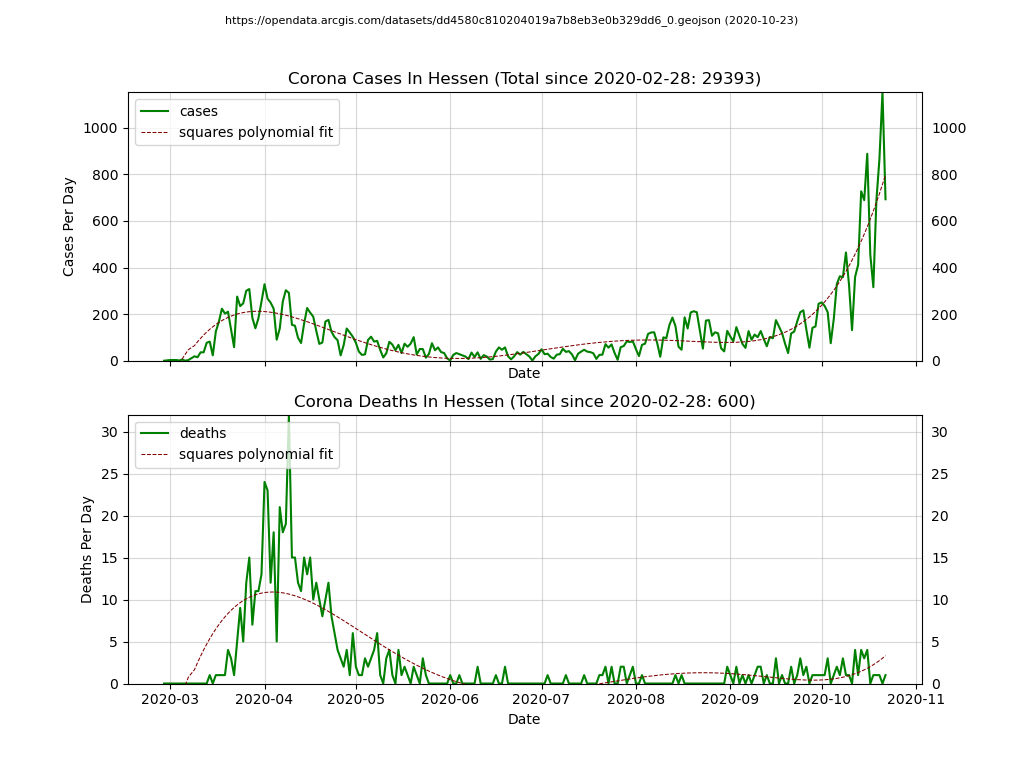 https://opendata.arcgis.com/datasets/dd4580c810204019a7b8eb3e0b329dd6_0.geojson (2020-10-23)
Corona Cases In Hessen (Total since 2020-02-28: 29393)
cases
squares polynomial fit
1000
800
600
400
200
0
Cases Per Day
1000
800
600
400
200
0
Date
Corona Deaths In Hessen (Total since 2020-02-28: 600)
deaths
squares polynomial fit
30
25
20
15
10
5
0
Deaths Per Day
30
25
20
15
10
5
0
2020-03 2020-04 2020-05 2020-06 2020-07 2020-08 2020-09 2020-10 2020-11
Date